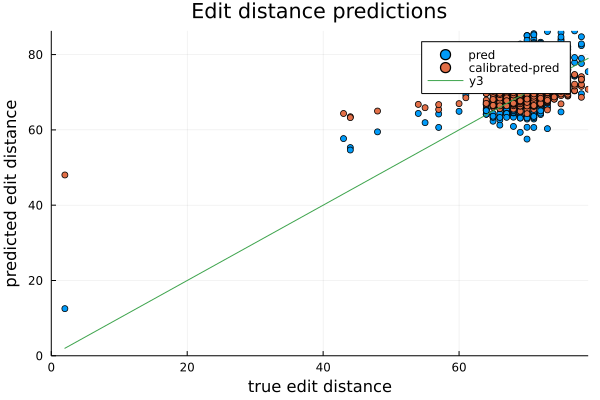 Edit distance predictions
pred
calibrated-pred
y3
80
60
40
20
0
0 20 40 60
predicted edit distance
true edit distance